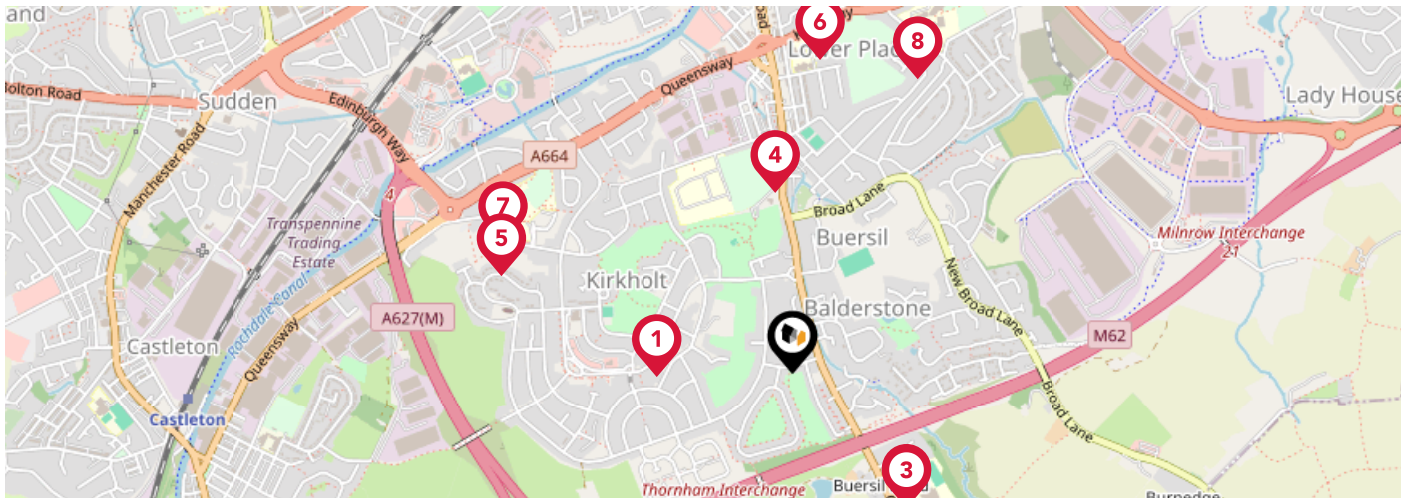 and
6
Lower Place
8
Bolton Road
Sudden
Queensway
Lady House
Edinburgh Way
A664
4
Manchester Road
4
7
Broad Lane
Transpennine
Trading
Estate
5
Buersil
Milnrow Interchange
21
Kirkholt
New Broad Lane
Rochdale Canal
A627(M)
Balderstone
1
M62
Castleton
Queensway
Broad Lane
Castleton
3
Thornham Interchange
Buersil
Burnedge